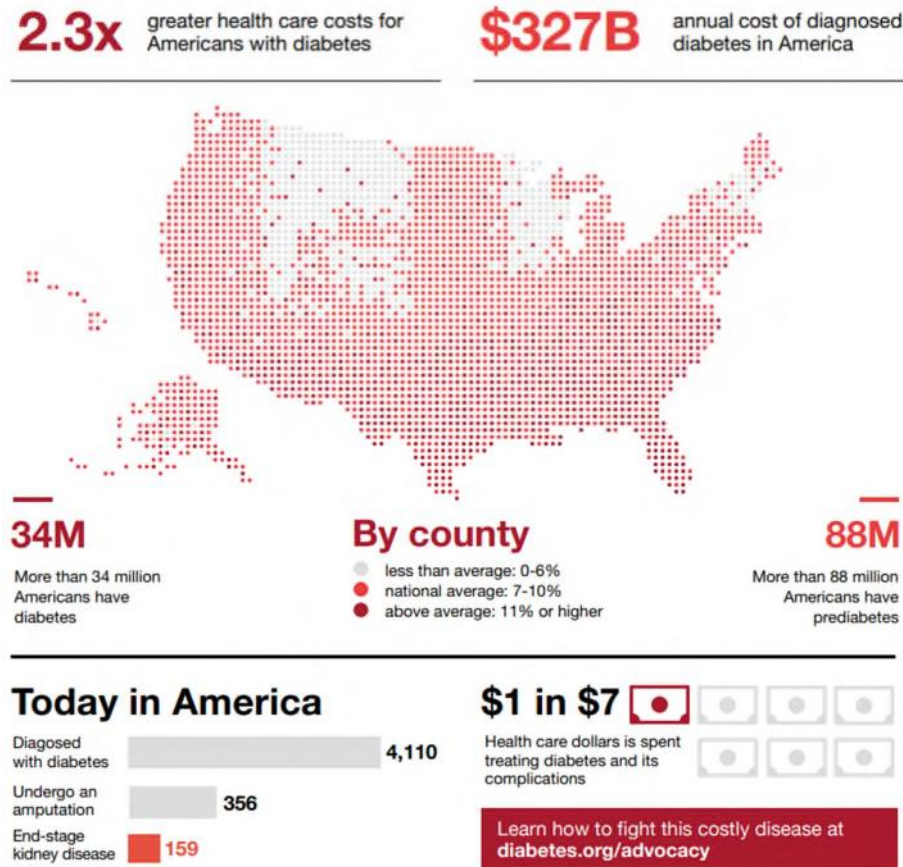 2.3x
greater health care costs for
Americans with diabetes
$327B
annual cost of diagnosed
diabetes in America
34M
More than 34 million
Americans have
diabetes
By county
less than average: 0-6%
national average: 7-10%
above average: 11% or higher
88M
More than 88 million
Americans have
prediabetes
Today in America
Diagosed
with diabetes
4,110
Undergo an
amputation
356
End-stage
kidney disease
159
$1 in $7
Health care dollars is spent
treating diabetes and its
complications
Learn how to fight this costly disease at
diabetes.org/advocacy